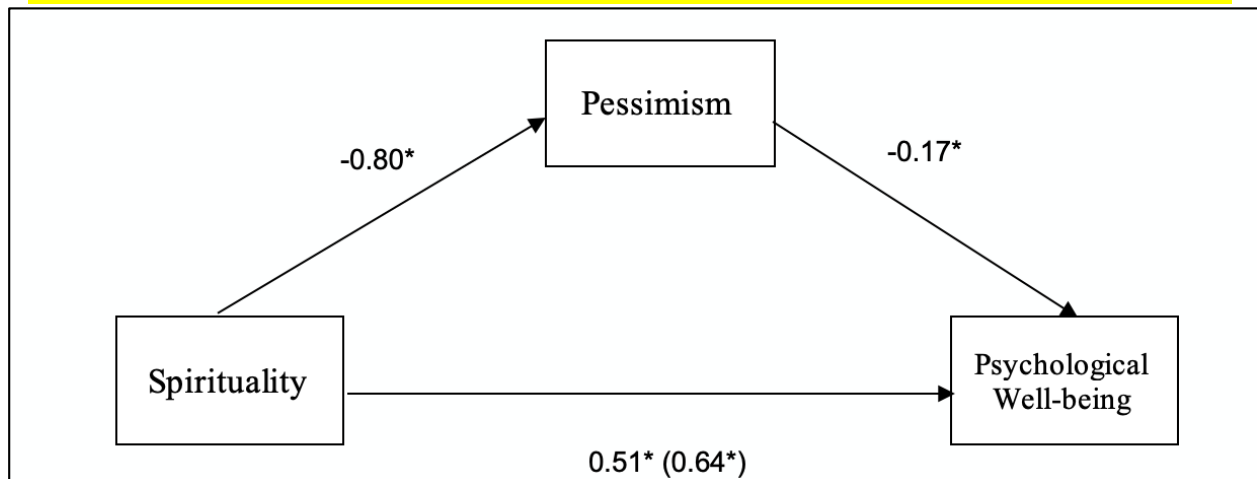 Pessimism
-0.80*
-0.17*
Spirituality
Psychological
Well-being
0.51* (0.64*)